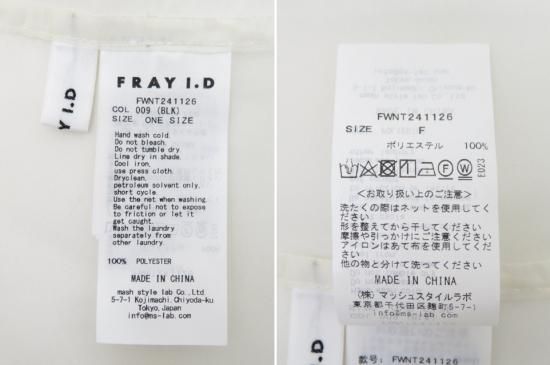 FRAY I.D
FRAY I.D
FWNT241126
COL 009 (BLK)
SIZE ONE SIZE
Hand wash cold.
Do not bleach.
Do not tumble dry.
Line dry in shade.
Cool iron,
use press cloth.
Dryclean,
petroleum solvent only,
short cycle.
Use the net when washing.
Be careful not to expose
to friction or let it
get caught.
Wash the laundry
separately from
other laundry.
100% POLYESTER
MADE IN CHINA
mash style lab Co.,Ltd.
5-7-1 Kojimachi,Chiyoda-ku
Tokyo,Japan
info@ms-lab.com
FWNT241126
SIZE F
ポリエステル 100%
E023
<お取り扱い上のご注意>
洗たくの際はネットを使用してく
ださい
形を整えてから干してください
摩擦や引っかけにご注意ください
アイロンはあて布を使用してくだ
さい
他の物と分けて洗ってください
MADE IN CHINA
(株) マッシュスタイルラボ
東京都千代田区麹町5-7-1
info@ms-lab.com
款号: FWNT241126